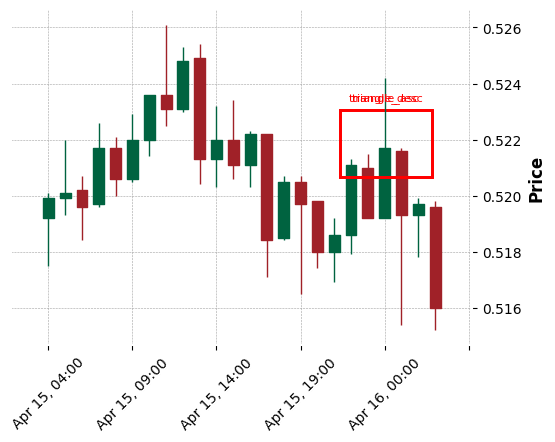 0.526
0.524
0.522
0.520
0.518
0.516
Price
Apr 15, 04:00
Apr 15, 09:00
Apr 15, 14:00
Apr 15, 19:00
Apr 16, 00:00